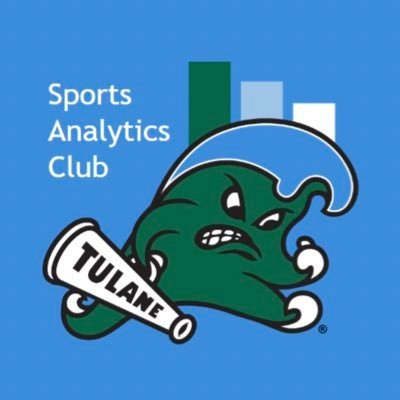 Sports
Analytics
Club
TULANE
®